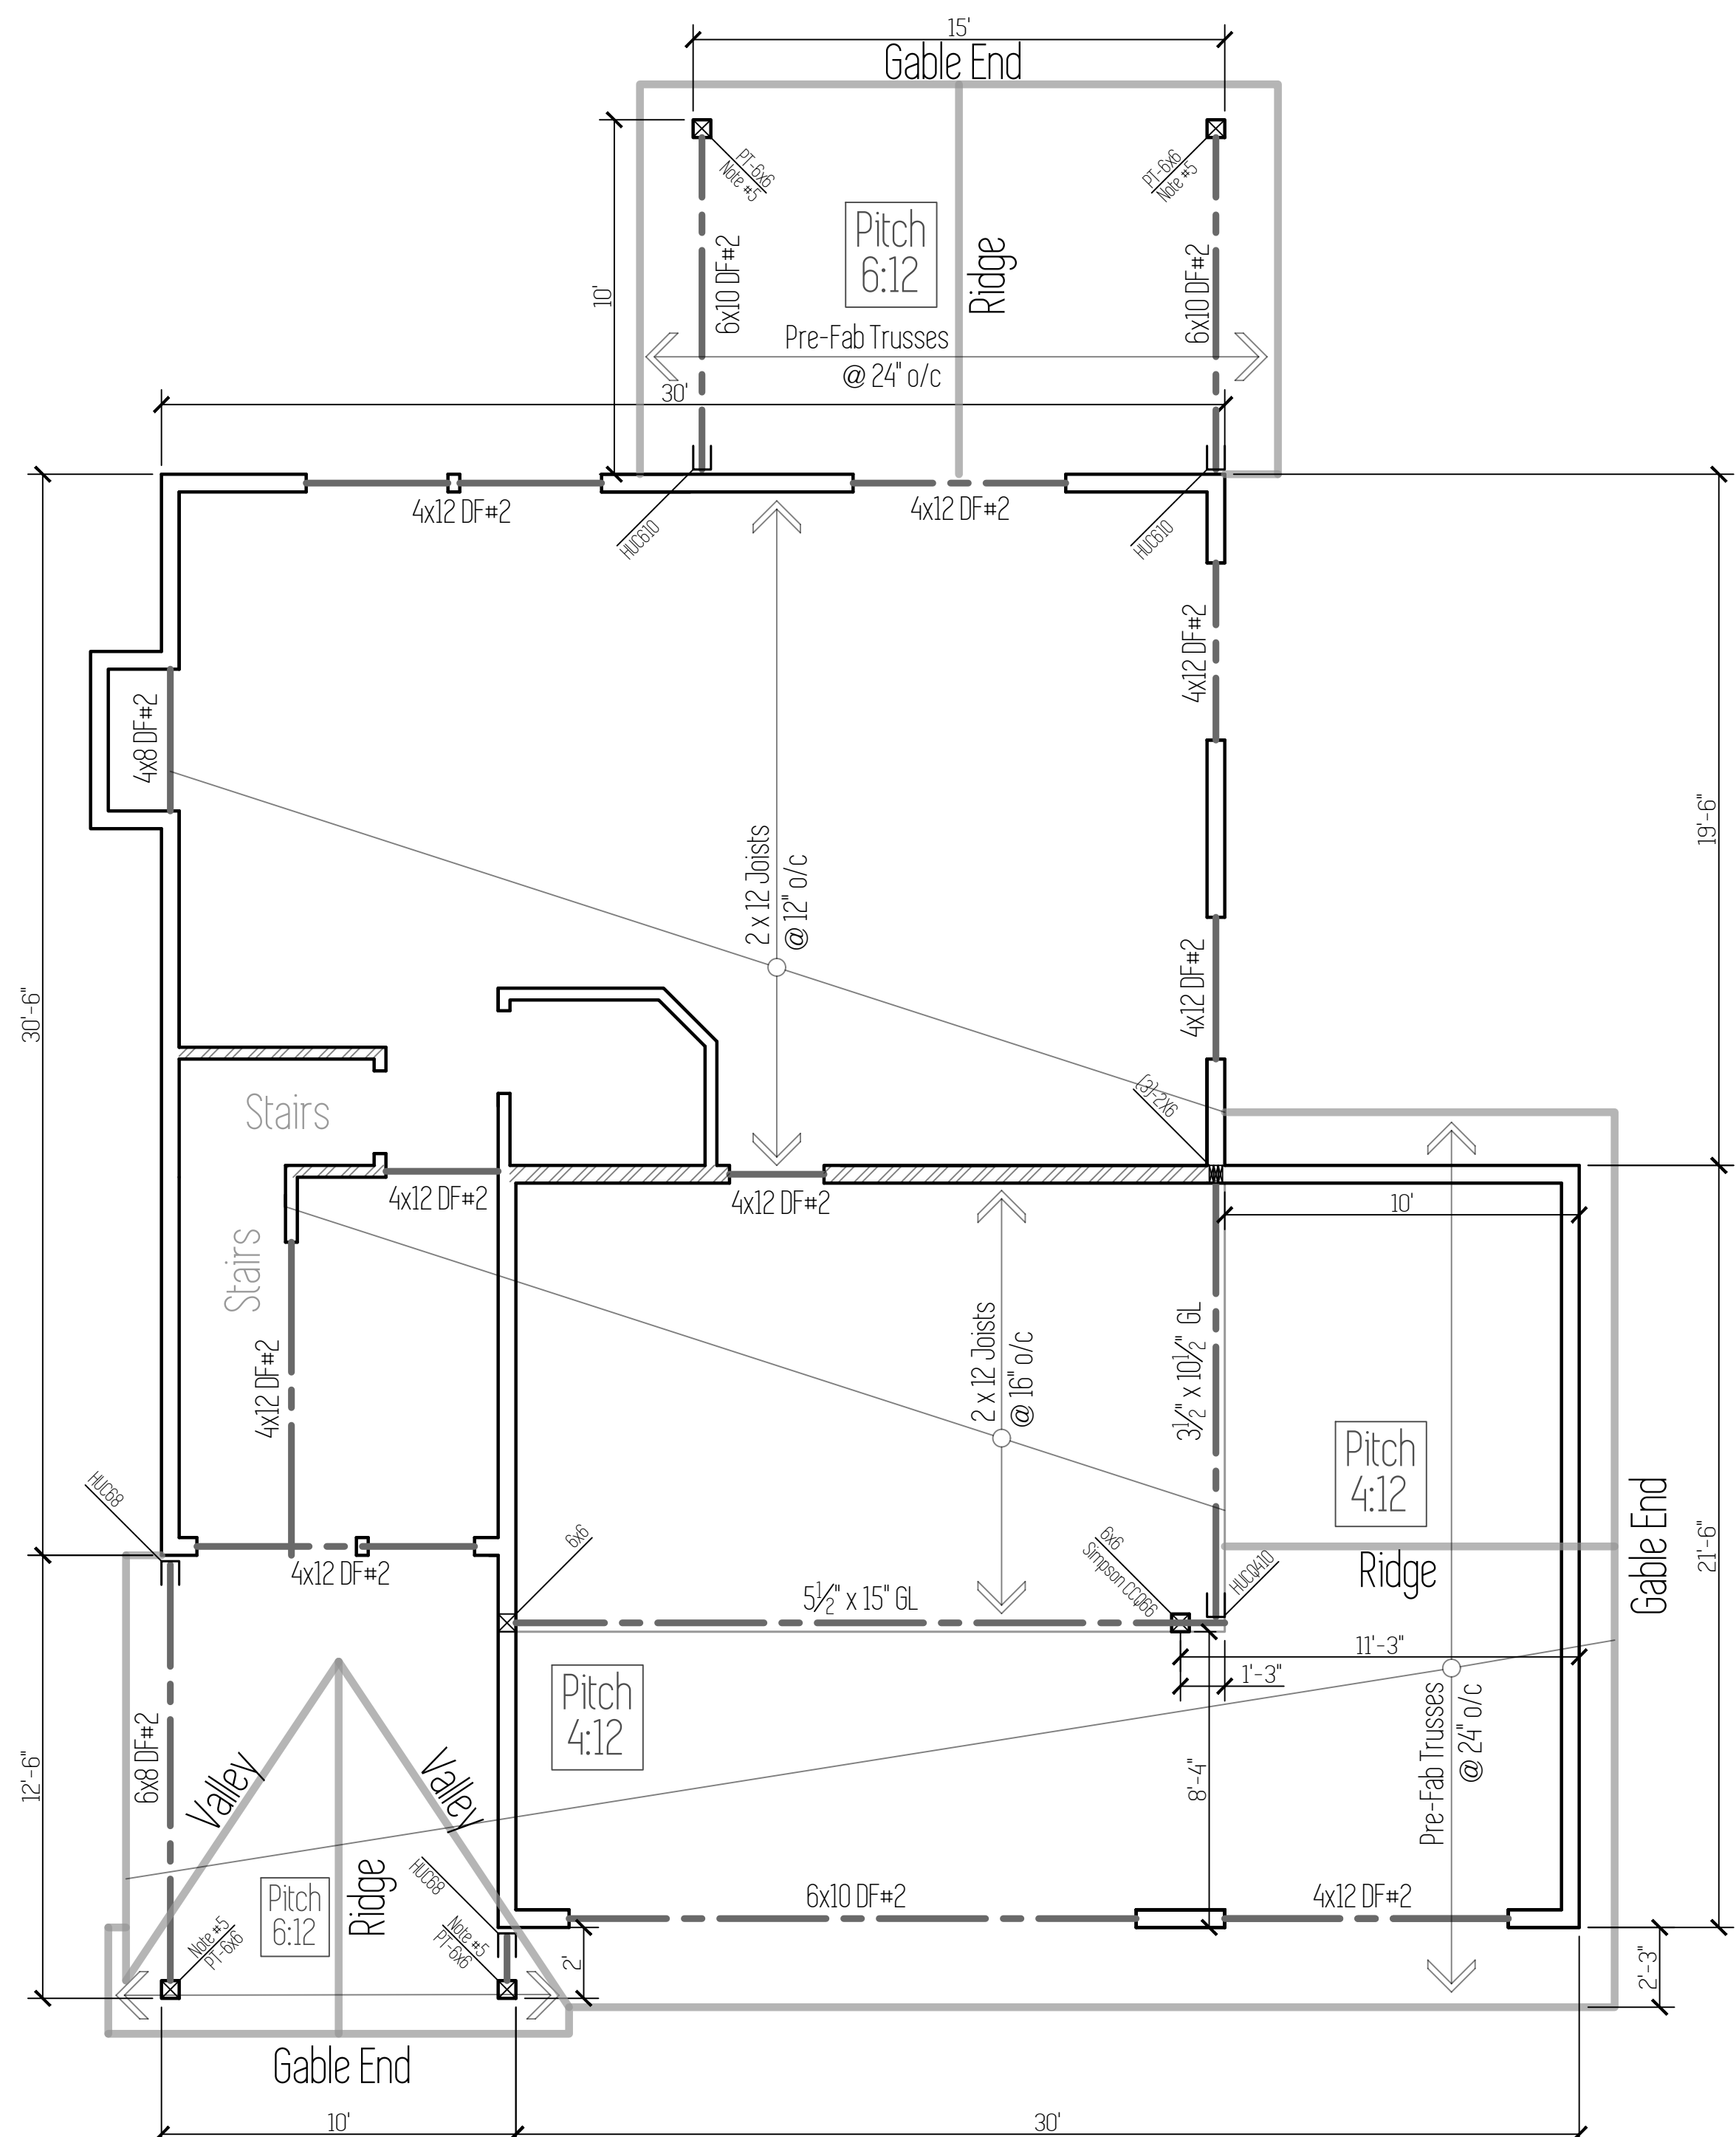 15'
Gable End
PT-6x6
Note #5
PT-6x6
Note #5
Pitch
6:12
Ridge
6x10 DF#2
6x10 DF#2
10'
Pre-Fab Trusses
@ 24" o/c
30'
4x12 DF#2
4x12 DF#2
HUC610
HUC610
4x12 DF#2
4x8 DF#2
19'-6"
2 x 12 Joists
@ 12" o/c
4x12 DF#2
30'-6"
(3)-2X6
Stairs
4x12 DF#2
4x12 DF#2
10'
Stairs
2 x 12 Joists
@ 16" o/c
3 1/2" x 10 1/2" GL
4x12 DF#2
Pitch
4:12
HUC68
6x6
6x6
Simpson CCQ66
HUCQ410
4x12 DF#2
Ridge
Gable End
21'-6"
5 1/2" x 15" GL
11'-3"
1'-3"
Pitch
4:12
12'-6"
6x8 DF#2
Valley
Valley
8'-4"
Pre-Fab Trusses
@ 24" o/c
Pitch
6:12
Ridge
HUC68
6x10 DF#2
4x12 DF#2
Note #5
PT-6x6
Note #5
PT-6x6
2'
2'-3"
Gable End
10'
30'